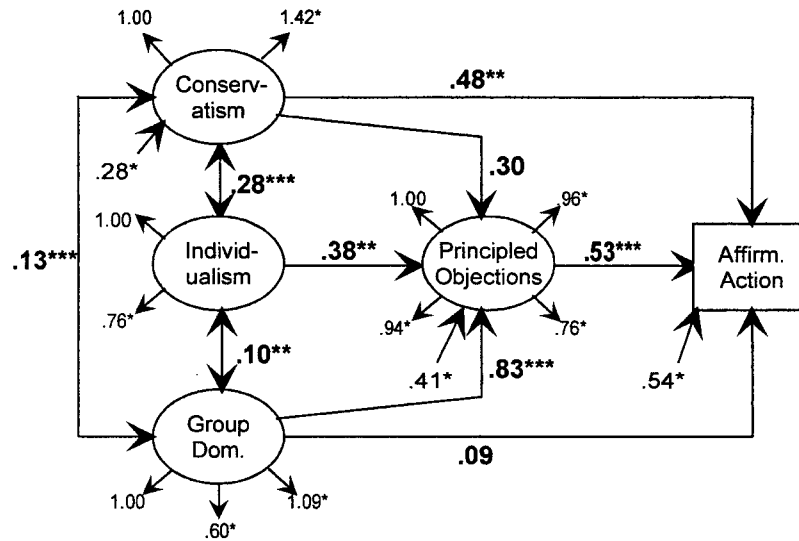 1.00
1.42*
Conserv-
atism
.48**
.28*
.28***
.30
1.00
1.00
.96*
.13***
Individ-
ualism
.38**
Principled
Objections
.53***
Affirm.
Action
.76*
.94*
.76*
.10**
.41*
.83***
.54*
Group
Dom.
.09
1.00
.60*
1.09*